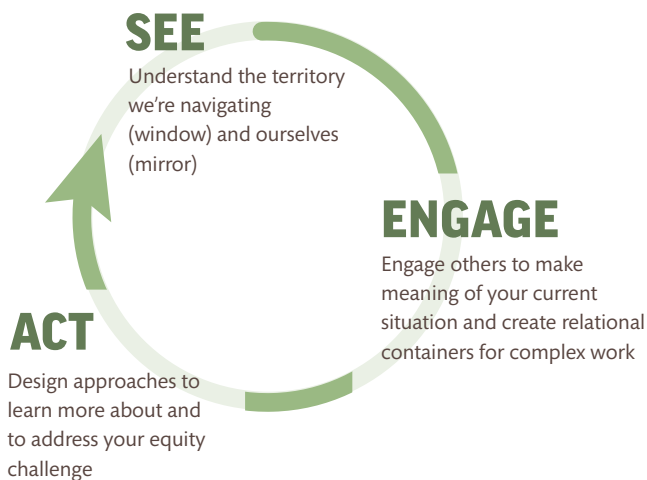 SEE
Understand the territory
we're navigating
(window) and ourselves
(mirror)
ENGAGE
Engage others to make
meaning of your current
situation and create relational
containers for complex work
ACT
Design approaches to
learn more about and
to address your equity
challenge